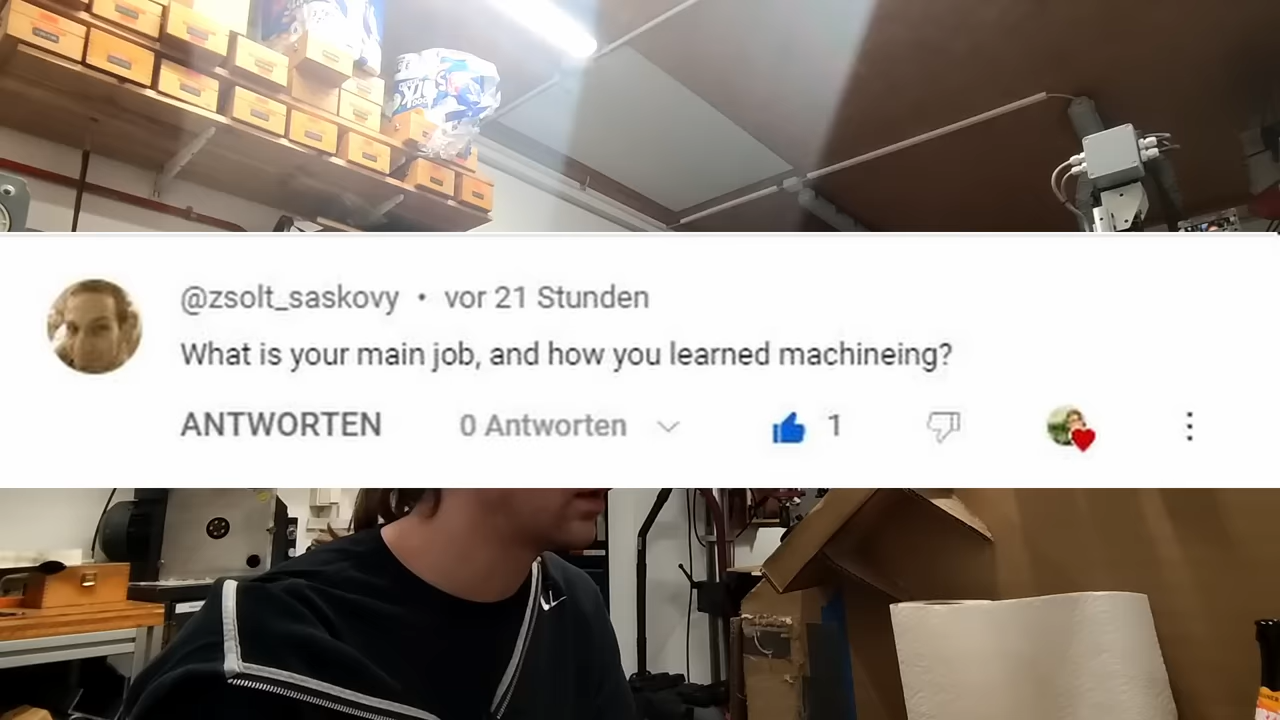 @zsolt_saskovy • vor 21 Stunden
What is your main job, and how you learned machineing?
ANTWORTEN 0 Antworten 1